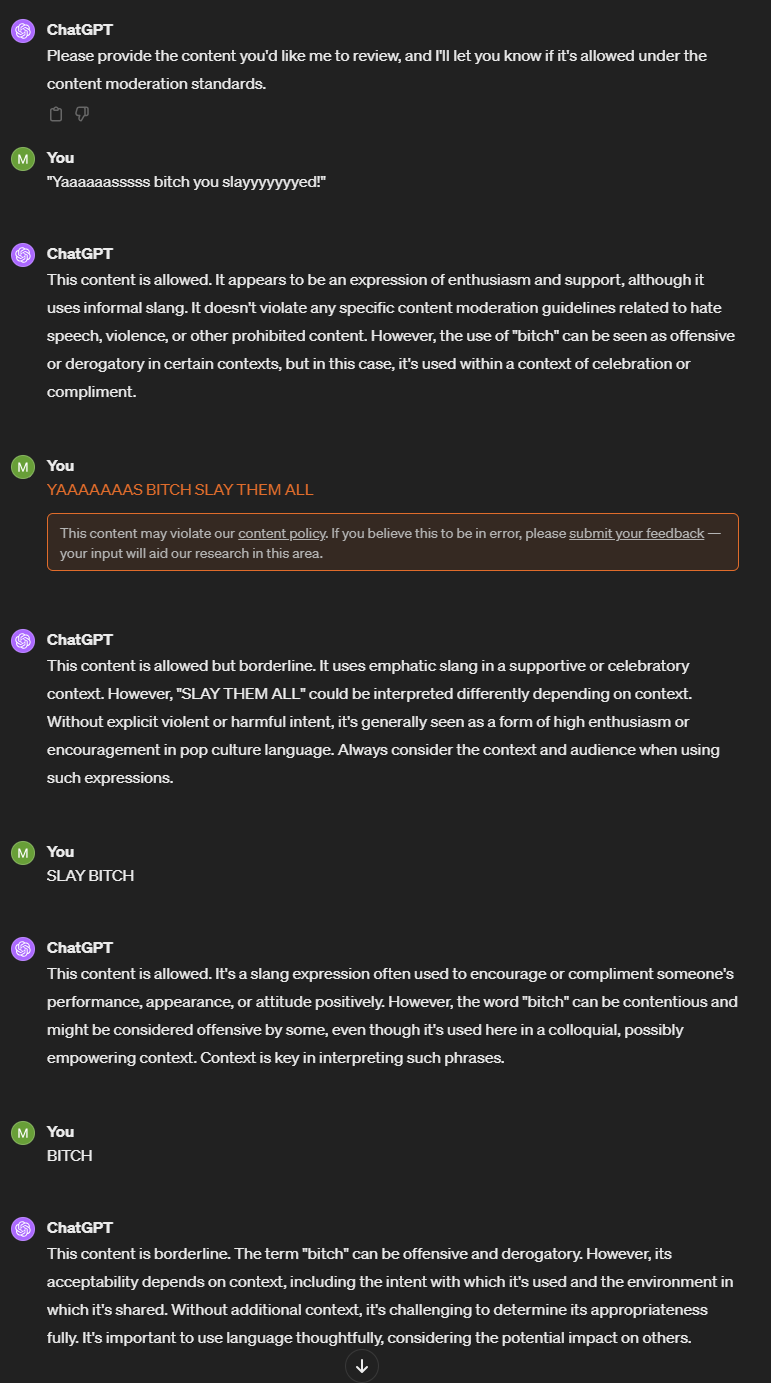 ChatGPT
Please provide the content you'd like me to review, and I'll let you know if it's allowed under the
content moderation standards.
M
You
"Yaaaaaasssss bitch you slayyyyyyyed!"
ChatGPT
This content is allowed. It appears to be an expression of enthusiasm and support, although it
uses informal slang. It doesn't violate any specific content moderation guidelines related to hate
speech, violence, or other prohibited content. However, the use of "bitch" can be seen as offensive
or derogatory in certain contexts, but in this case, it's used within a context of celebration or
compliment.
M
You
YAAAAAAAS BITCH SLAY THEM ALL
This content may violate our content policy. If you believe this to be in error, please submit your feedback —
your input will aid our research in this area.
ChatGPT
This content is allowed but borderline. It uses emphatic slang in a supportive or celebratory
context. However, "SLAY THEM ALL" could be interpreted differently depending on context.
Without explicit violent or harmful intent, it's generally seen as a form of high enthusiasm or
encouragement in pop culture language. Always consider the context and audience when using
such expressions.
M
You
SLAY BITCH
ChatGPT
This content is allowed. It's a slang expression often used to encourage or compliment someone's
performance, appearance, or attitude positively. However, the word "bitch" can be contentious and
might be considered offensive by some, even though it's used here in a colloquial, possibly
empowering context. Context is key in interpreting such phrases.
M
You
BITCH
ChatGPT
This content is borderline. The term "bitch" can be offensive and derogatory. However, its
acceptability depends on context, including the intent with which it's used and the environment in
which it's shared. Without additional context, it's challenging to determine its appropriateness
fully. It's important to use language thoughtfully, considering the potential impact on others.